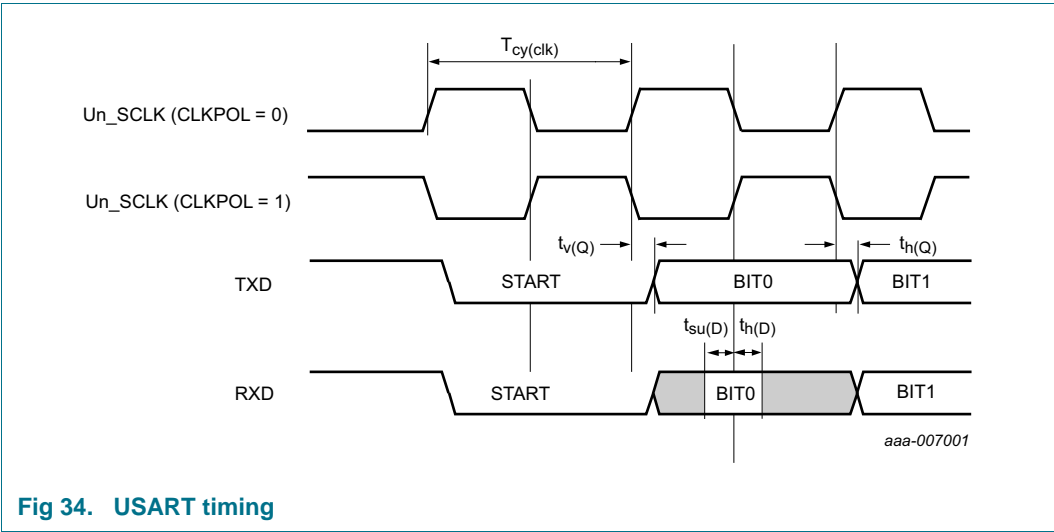 Tcy(clk)
Un_SCLK (CLKPOL = 0)
Un_SCLK (CLKPOL = 1)
tv(Q)
th(Q)
TXD
START
BIT0
BIT1
tsu(D)
th(D)
RXD
START
BIT0
BIT1
aaa-007001
Fig 34. USART timing